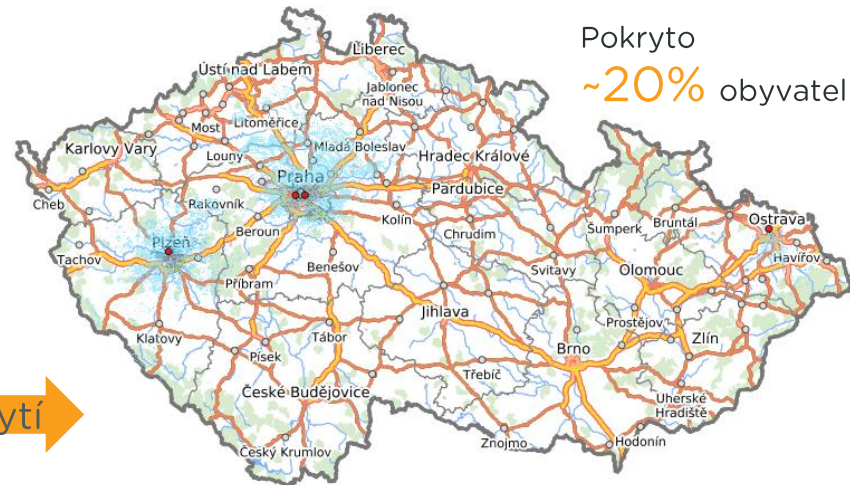 Pokryto
~20% obyvatel
Liberec
Ústí nad Labem
Jablonec
nad Nisou
Most
Litoměřice
Karlovy Vary
Louny
Mladá Boleslav
Hradec Králové
Praha
Pardubice
Cheb
Rakovník
Kolín
Ostrava
Beroun
Chrudim
Šumperk
Bruntál
Plzeň
Tachov
Havířov
Benešov
Svitavy
Olomouc
Příbram
Jihlava
Prostějov
Klatovy
Tábor
Brno
Zlín
Písek
Třebíč
České Budějovice
Uherské
Hradiště
ytí
Znojmo
Hodonín
Český Krumlov